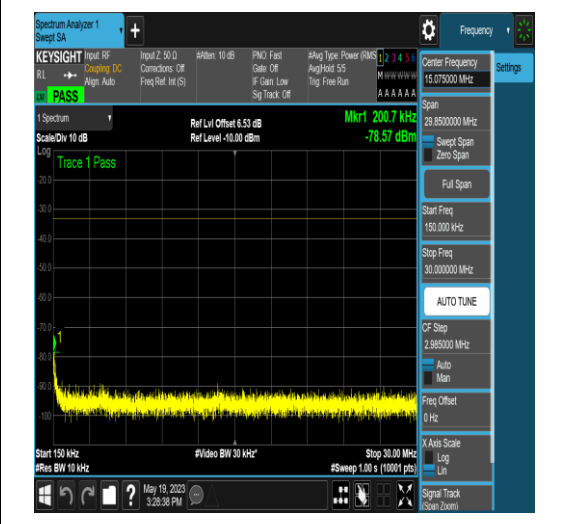 Spectrum Analyzer 1
Swept SA
+
Frequency
KEYSIGHT Input: RF Input Z: 50 Ω #Atten: 10 dB PNO: Fast #Avg Type: Power (RMS 1 2 3 4 5 6
RL Coupling: DC Corrections: Off Gate: Off Avg|Hold: 5/5 M W W W W W
Align: Auto Freq Ref: Int (S) IF Gain: Low Trig: Free Run
Sig Track: Off A A A A A A
PASS
1 Spectrum
Scale/Div 10 dB
Ref Lvl Offset 6.53 dB
Ref Level -10.00 dBm
Mkr1 200.7 kHz
-78.57 dBm
Log
Trace 1 Pass
-20.0
-30.0
-40.0
-50.0
-60.0
-70.0
1
-80.0
-90.0
-100
Start 150 kHz #Video BW 30 kHz* Stop 30.00 MHz
#Res BW 10 kHz #Sweep 1.00 s (10001 pts)
?
May 19, 2023
3:28:38 PM
Settings
Center Frequency
15.075000 MHz
Span
29.8500000 MHz
Swept Span
Zero Span
Full Span
Start Freq
150.000 kHz
Stop Freq
30.000000 MHz
AUTO TUNE
CF Step
2.985000 MHz
Auto
Man
Freq Offset
0 Hz
X Axis Scale
Log
Lin
Signal Track
(Span Zoom)